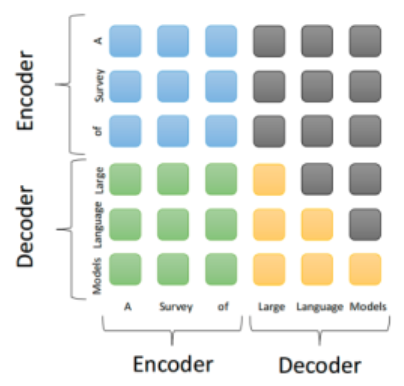 Encoder
Decoder
A
Survey
of
Large
Language
Models
A Survey of Large Language Models
Encoder Decoder